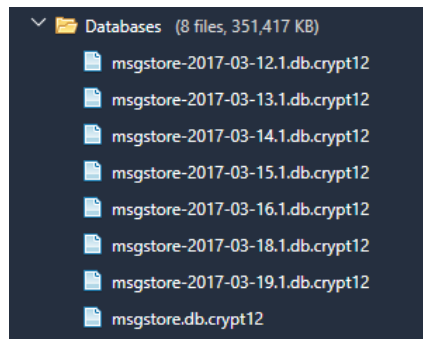 Databases (8 files, 351,417 KB)
msgstore-2017-03-12.1.db.crypt12
msgstore-2017-03-13.1.db.crypt12
msgstore-2017-03-14.1.db.crypt12
msgstore-2017-03-15.1.db.crypt12
msgstore-2017-03-16.1.db.crypt12
msgstore-2017-03-18.1.db.crypt12
msgstore-2017-03-19.1.db.crypt12
msgstore.db.crypt12